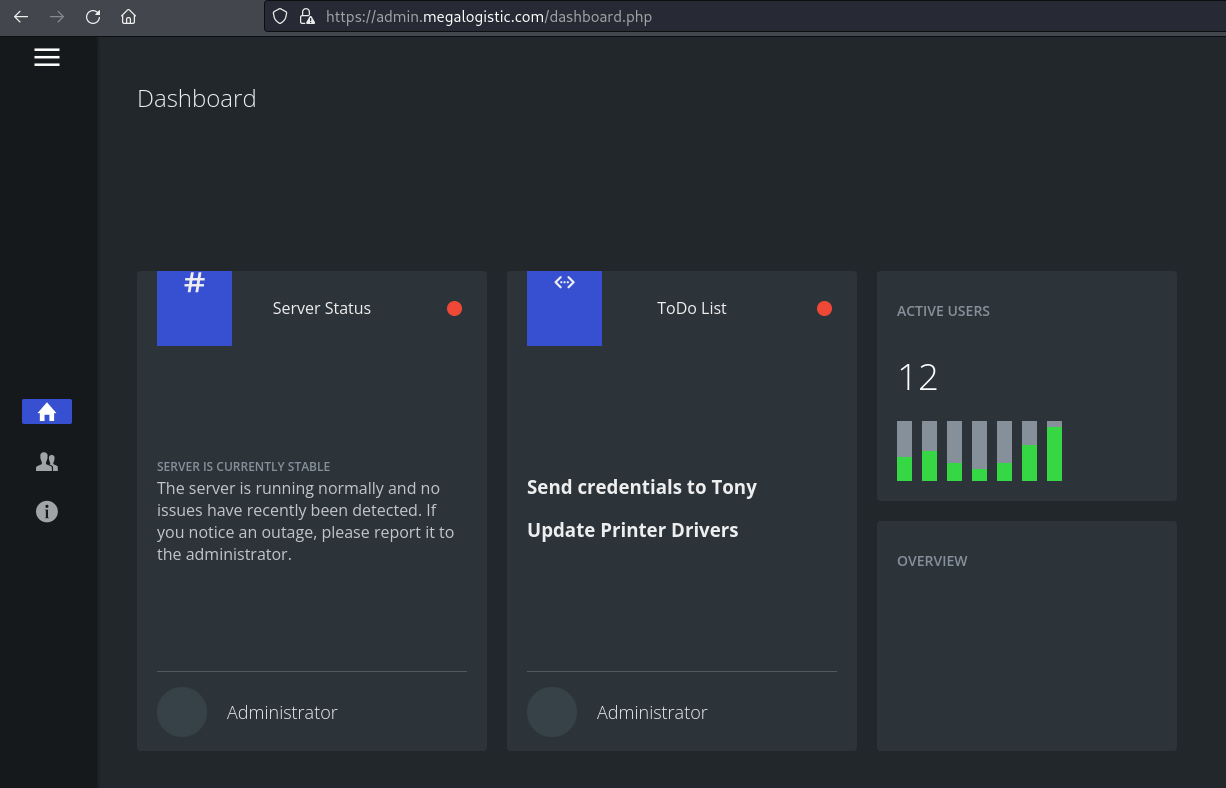 https://admin.megalogistic.com/dashboard.php
Dashboard
#
Server Status
SERVER IS CURRENTLY STABLE
The server is running normally and no
issues have recently been detected. If
you notice an outage, please report it to
the administrator.
Administrator
ToDo List
Send credentials to Tony
Update Printer Drivers
Administrator
ACTIVE USERS
12
OVERVIEW